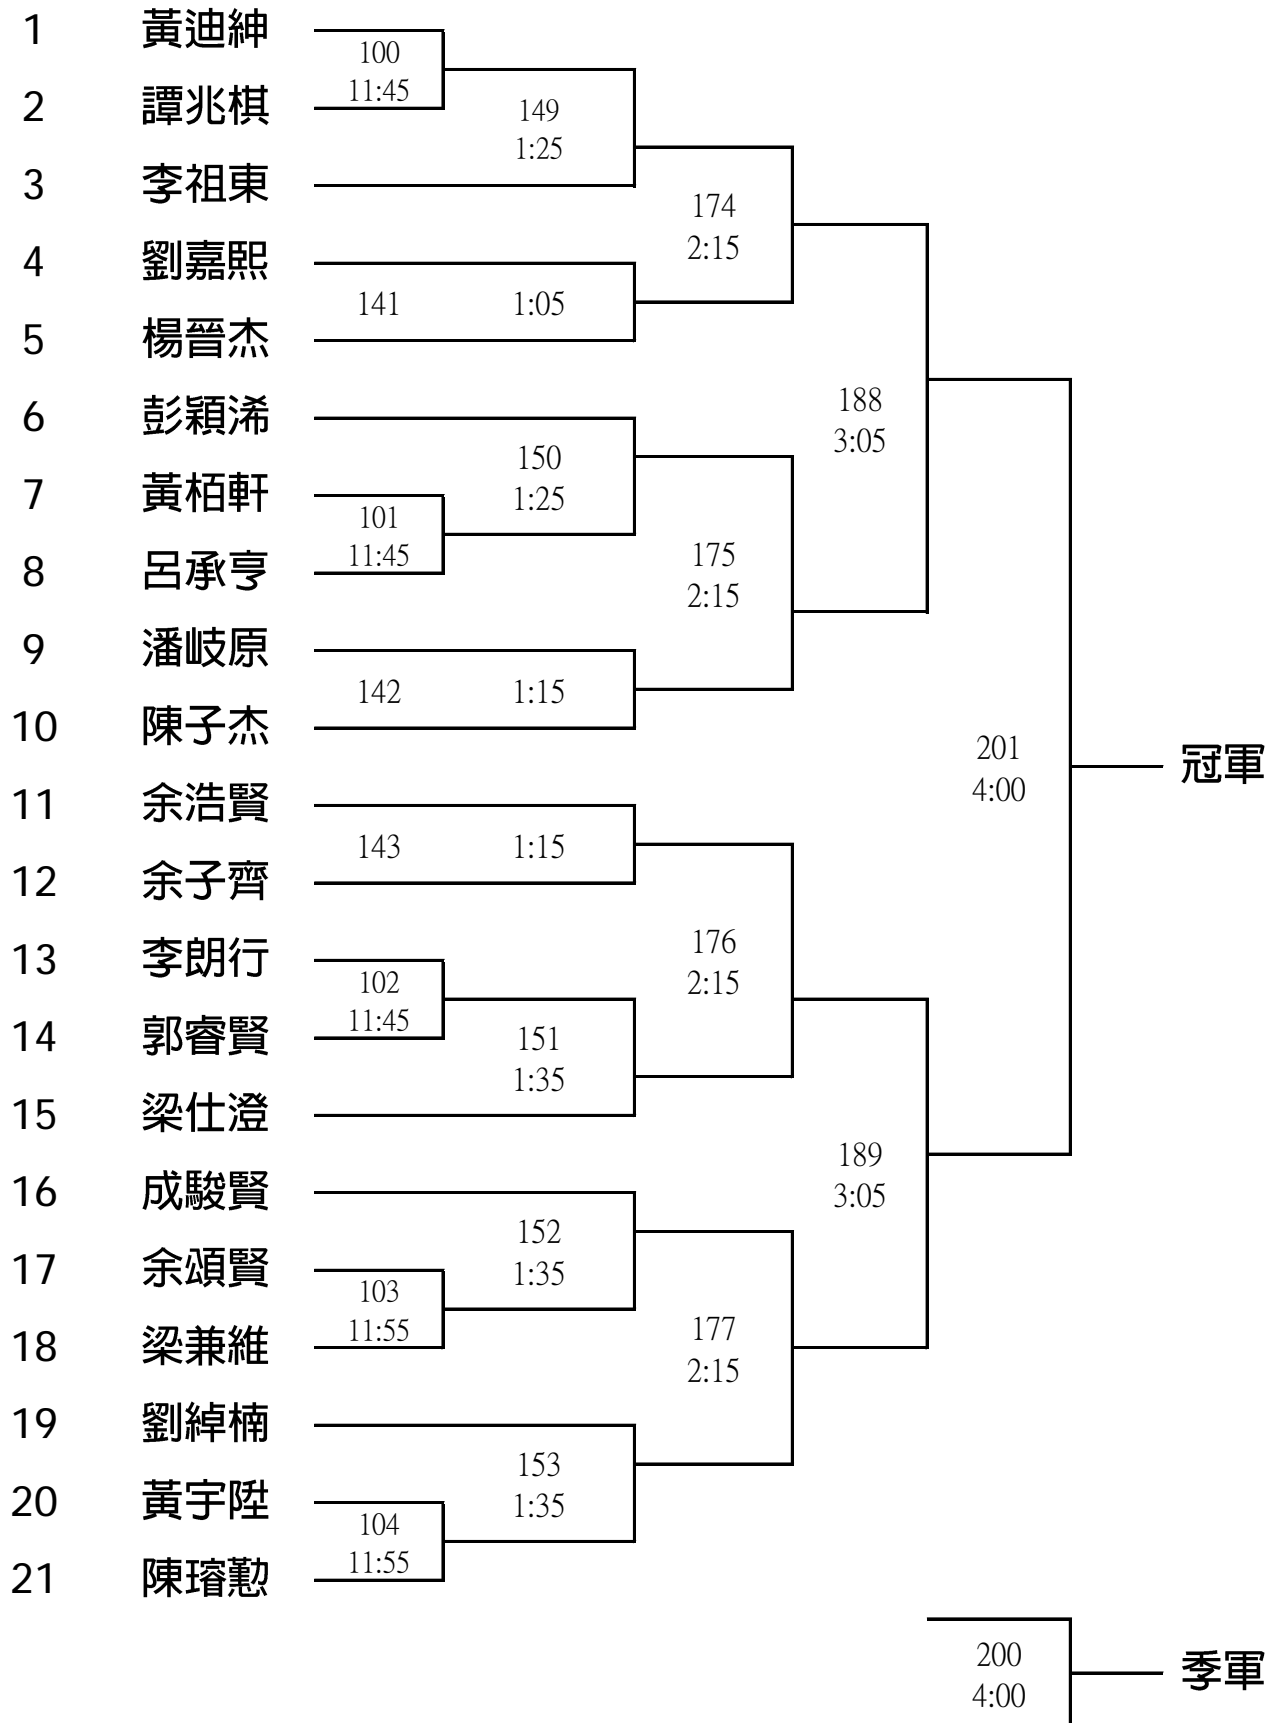 1 黃迪紳
100
11:45
2 譚兆棋
149
1:25
3 李祖東
174
2:15
4 劉嘉熙
141 1:05
5 楊晉杰
188
3:05
6 彭穎浠
150
1:25
7 黃栢軒
101
11:45
8 呂承亨
175
2:15
9 潘岐原
142 1:15
10 陳子杰
201
4:00
冠軍
11 余浩賢
143 1:15
12 余子齊
176
2:15
13 李朗行
102
11:45
14 郭睿賢
151
1:35
15 梁仕澄
189
3:05
16 成駿賢
152
1:35
17 余頌賢
103
11:55
18 梁兼維
177
2:15
19 劉綽楠
153
1:35
20 黃宇陞
104
11:55
21 陳瑢懃
200
4:00
季軍